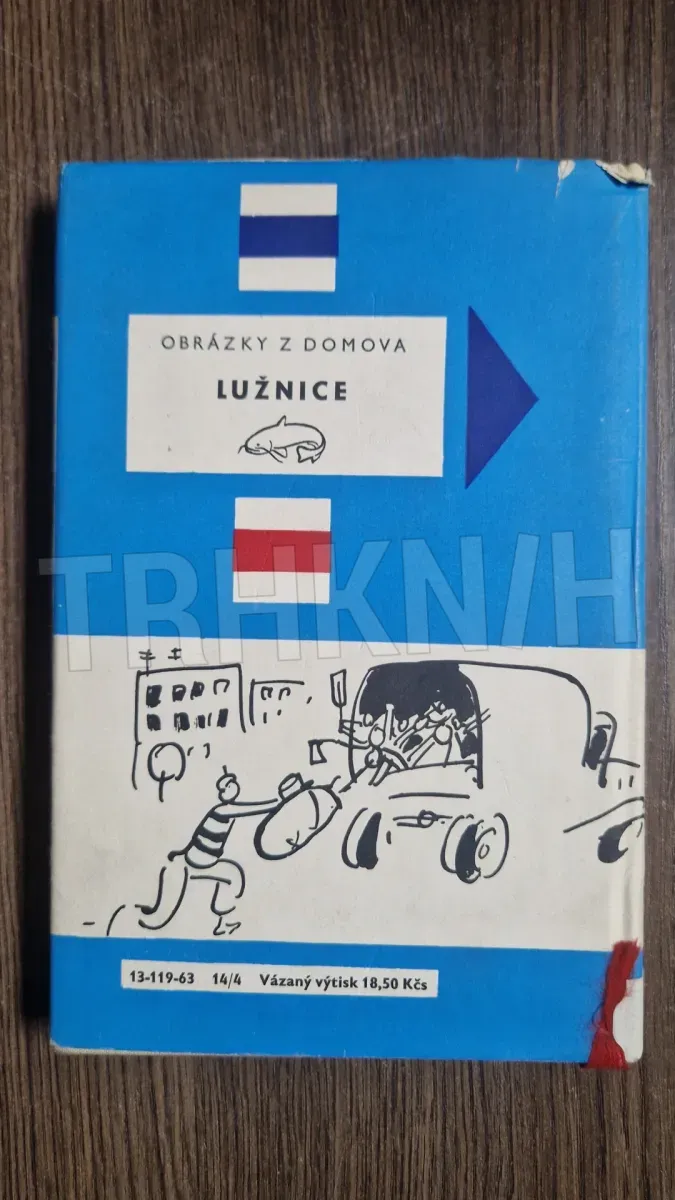 OBRÁZKY Z DOMOVA
LUŽNICE
TRHKNIH
13-119-63 14/4 Vázaný výtisk 18,50 Kčs